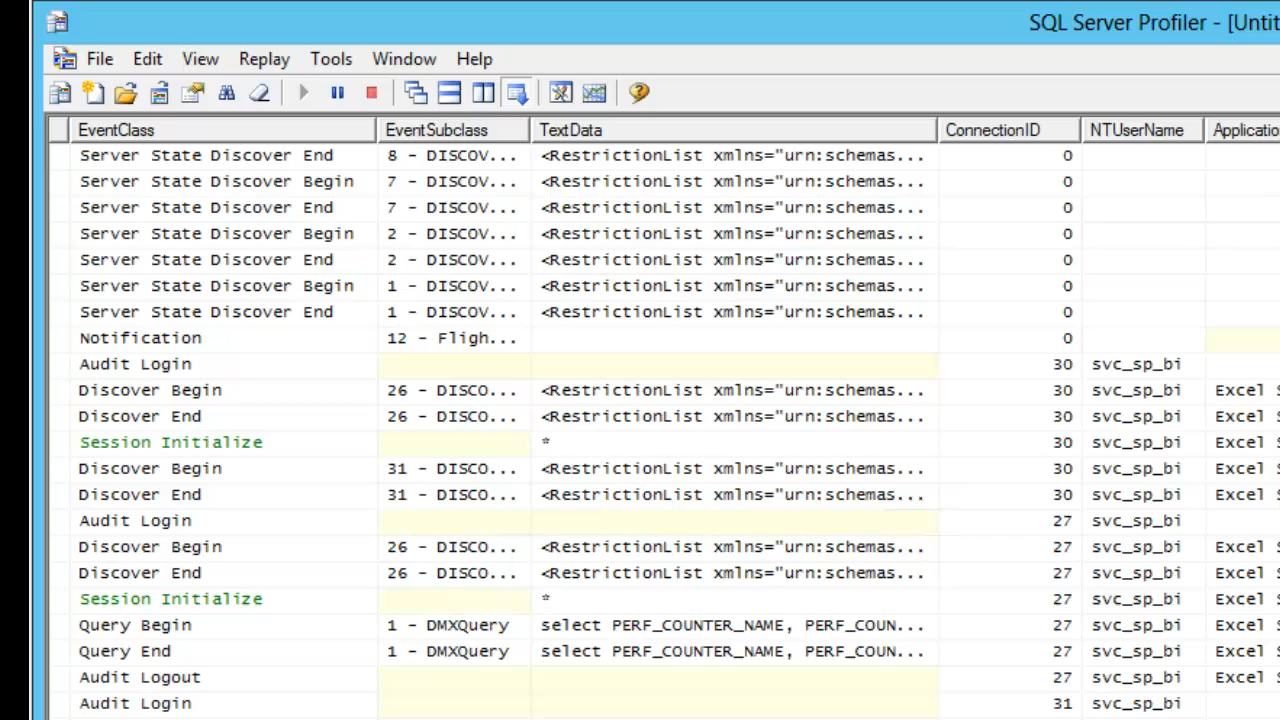 SQL Server Profiler - [Untit
File Edit View Replay Tools Window Help
EventClass EventSubclass TextData ConnectionID NTUserName Applicatio
Server State Discover End 8 - DISCOV... <RestrictionList xmlns="urn:schemas... 0
Server State Discover Begin 7 - DISCOV... <RestrictionList xmlns="urn:schemas... 0
Server State Discover End 7 - DISCOV... <RestrictionList xmlns="urn:schemas... 0
Server State Discover Begin 2 - DISCOV... <RestrictionList xmlns="urn:schemas... 0
Server State Discover End 2 - DISCOV... <RestrictionList xmlns="urn:schemas... 0
Server State Discover Begin 1 - DISCOV... <RestrictionList xmlns="urn:schemas... 0
Server State Discover End 1 - DISCOV... <RestrictionList xmlns="urn:schemas... 0
Notification 12 - Fligh... 0
Audit Login 30 svc_sp_bi
Discover Begin 26 - DISCO... <RestrictionList xmlns="urn:schemas... 30 svc_sp_bi Excel S
Discover End 26 - DISCO... <RestrictionList xmlns="urn:schemas... 30 svc_sp_bi Excel S
Session Initialize * 30 svc_sp_bi Excel S
Discover Begin 31 - DISCO... <RestrictionList xmlns="urn:schemas... 30 svc_sp_bi Excel S
Discover End 31 - DISCO... <RestrictionList xmlns="urn:schemas... 30 svc_sp_bi Excel S
Audit Login 27 svc_sp_bi
Discover Begin 26 - DISCO... <RestrictionList xmlns="urn:schemas... 27 svc_sp_bi Excel S
Discover End 26 - DISCO... <RestrictionList xmlns="urn:schemas... 27 svc_sp_bi Excel S
Session Initialize * 27 svc_sp_bi Excel S
Query Begin 1 - DMXQuery select PERF_COUNTER_NAME, PERF_COUN... 27 svc_sp_bi Excel S
Query End 1 - DMXQuery select PERF_COUNTER_NAME, PERF_COUN... 27 svc_sp_bi Excel S
Audit Logout 27 svc_sp_bi Excel S
Audit Login 31 svc_sp_bi